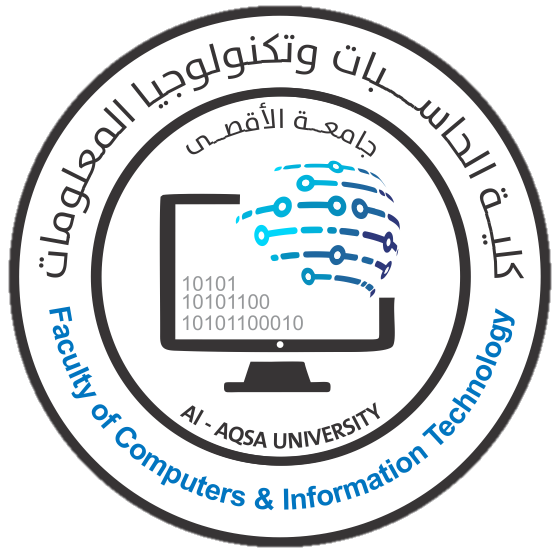 كلية الحاسبات وتكنولوجيا المعلومات
جامعة الأقصى
10101
10101100
10101100010
Al - AQSA UNIVERSITY
Faculty of Computers & Information Technology